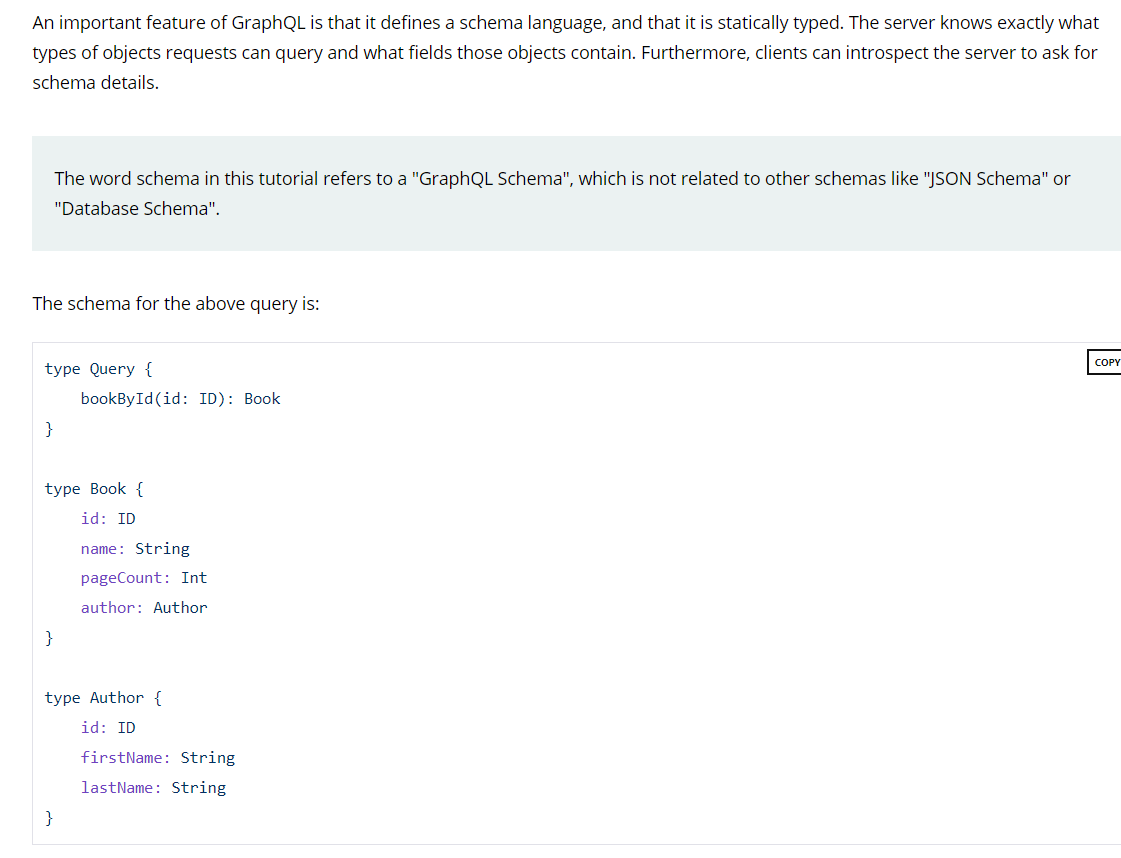 An important feature of GraphQL is that it defines a schema language, and that it is statically typed. The server knows exactly what
types of objects requests can query and what fields those objects contain. Furthermore, clients can introspect the server to ask for
schema details.
The word schema in this tutorial refers to a "GraphQL Schema", which is not related to other schemas like "JSON Schema" or
"Database Schema".
The schema for the above query is:
COPY
type Query {
    bookById(id: ID): Book
}
type Book {
    id: ID
    name: String
    pageCount: Int
    author: Author
}
type Author {
    id: ID
    firstName: String
    lastName: String
}